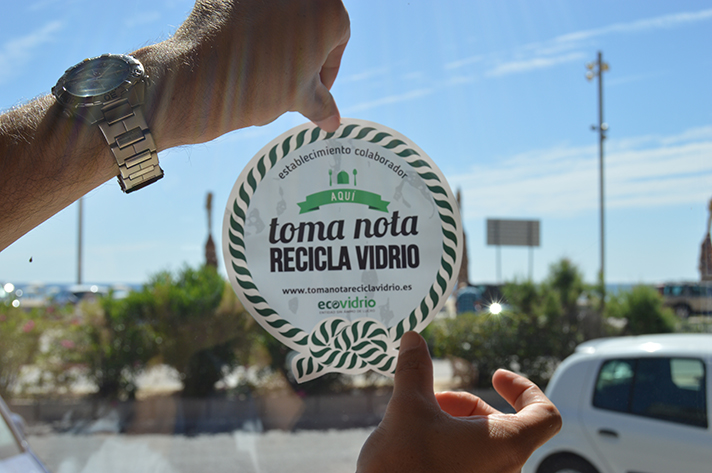 establecimiento colaborador
AQUÍ
toma nota
RECICLA VIDRIO
www.tomanotareciclavidrio.es
ecovidrio